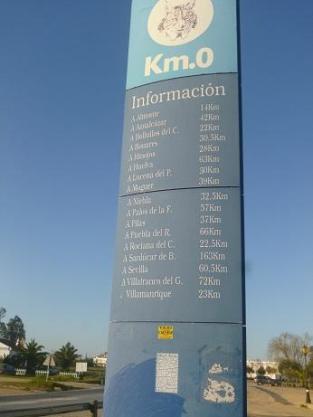 Km.0
Información
A Almonte 14Km
A Aznalcázar 42Km
A Bollullos del C. 22Km
A Bonares 30,5Km
A Hinojos 28Km
A Huelva 63Km
A Lucena del P. 30Km
A Moguer 39Km
A Niebla 32,5Km
A Palos de la F. 57Km
A Pilas 37Km
A Puebla del R. 66Km
A Rociana del C. 22,5Km
A Sanlúcar de B. 163Km
A Sevilla 60,5Km
A Villafranco del G. 72Km
A Villamanrique 23Km